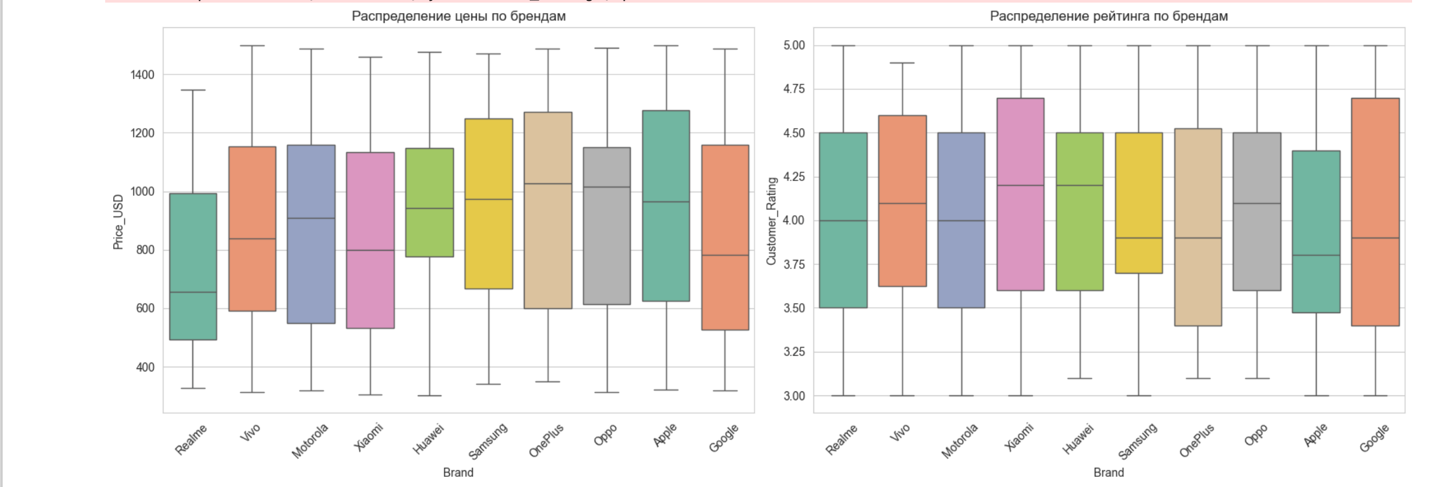 Распределение цены по брендам
Price_USD
1400
1200
1000
800
600
400
Realme
Vivo
Motorola
Xiaomi
Huawei
Samsung
OnePlus
Oppo
Apple
Google
Brand
Распределение рейтинга по брендам
Customer_Rating
5.00
4.75
4.50
4.25
4.00
3.75
3.50
3.25
3.00
Realme
Vivo
Motorola
Xiaomi
Huawei
Samsung
OnePlus
Oppo
Apple
Google
Brand